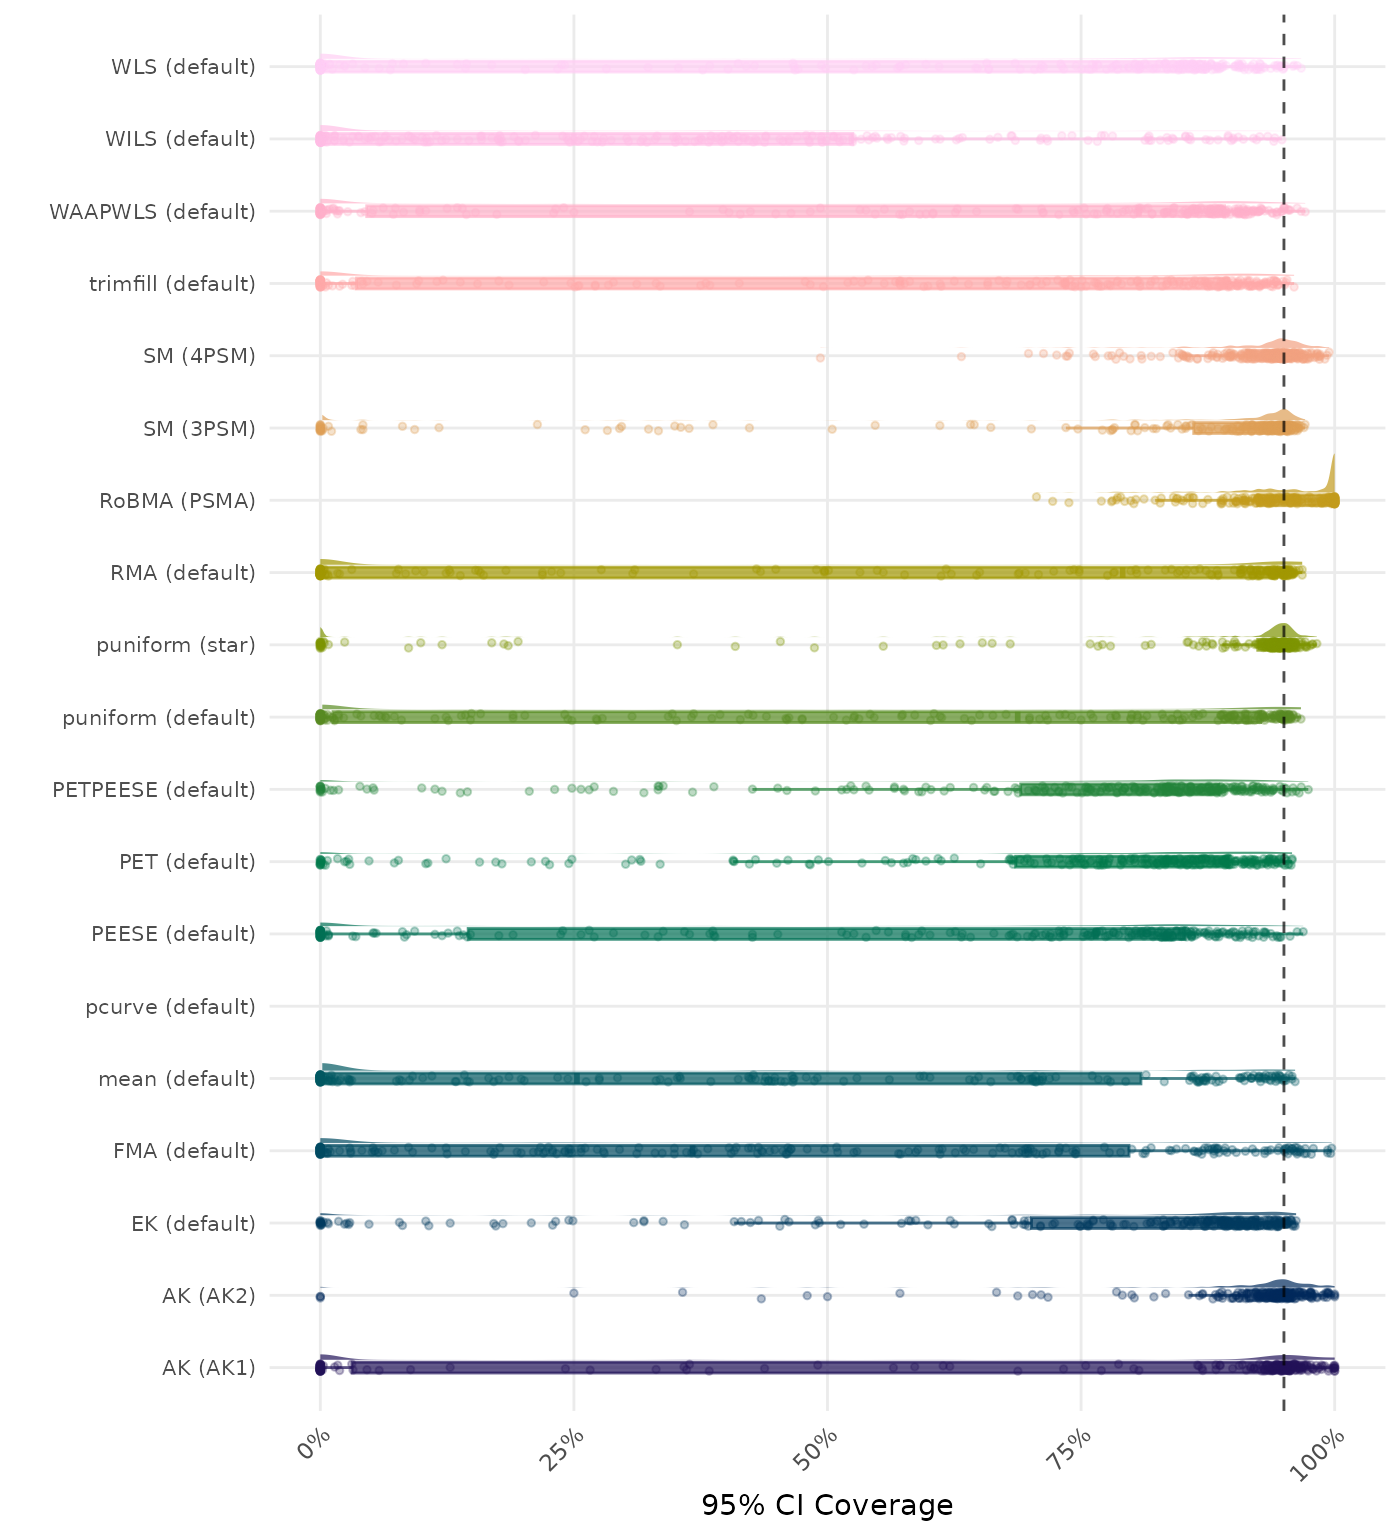 WLS (default)
WILS (default)
WAAPWLS (default)
trimfill (default)
SM (4PSM)
SM (3PSM)
RoBMA (PSMA)
RMA (default)
puniform (star)
puniform (default)
PETPEESE (default)
PET (default)
PEESE (default)
pcurve (default)
mean (default)
FMA (default)
EK (default)
AK (AK2)
AK (AK1)
0%
25%
50%
75%
100%
95% CI Coverage